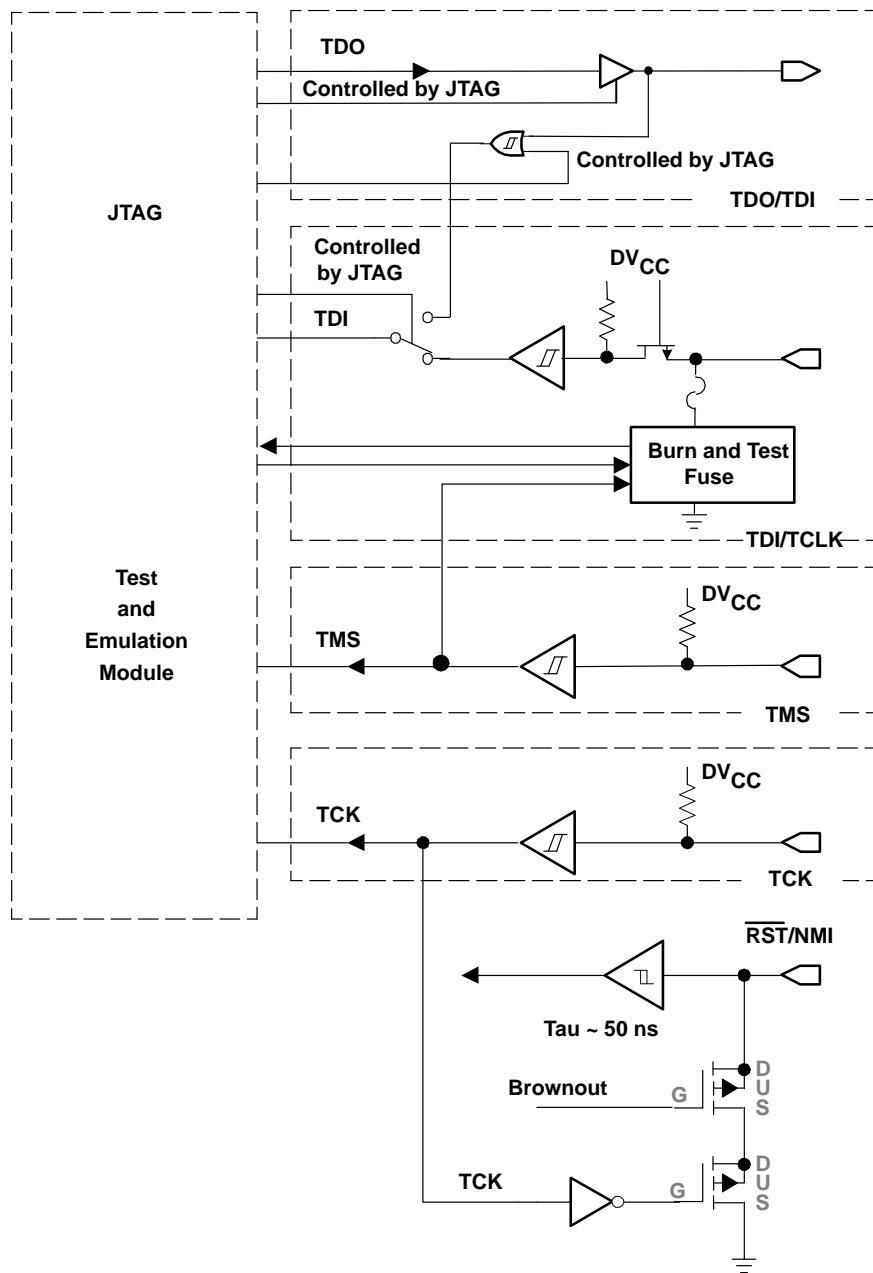 TDO
Controlled by JTAG
Controlled by JTAG
TDO/TDI
JTAG
Controlled
by JTAG
TDI
DVCC
Burn and Test
Fuse
TDI/TCLK
Test
and
Emulation
Module
TMS
DVCC
TMS
TCK
DVCC
TCK
RST/NMI
Tau ~ 50 ns
Brownout
G
D
U
S
TCK
G
D
U
S